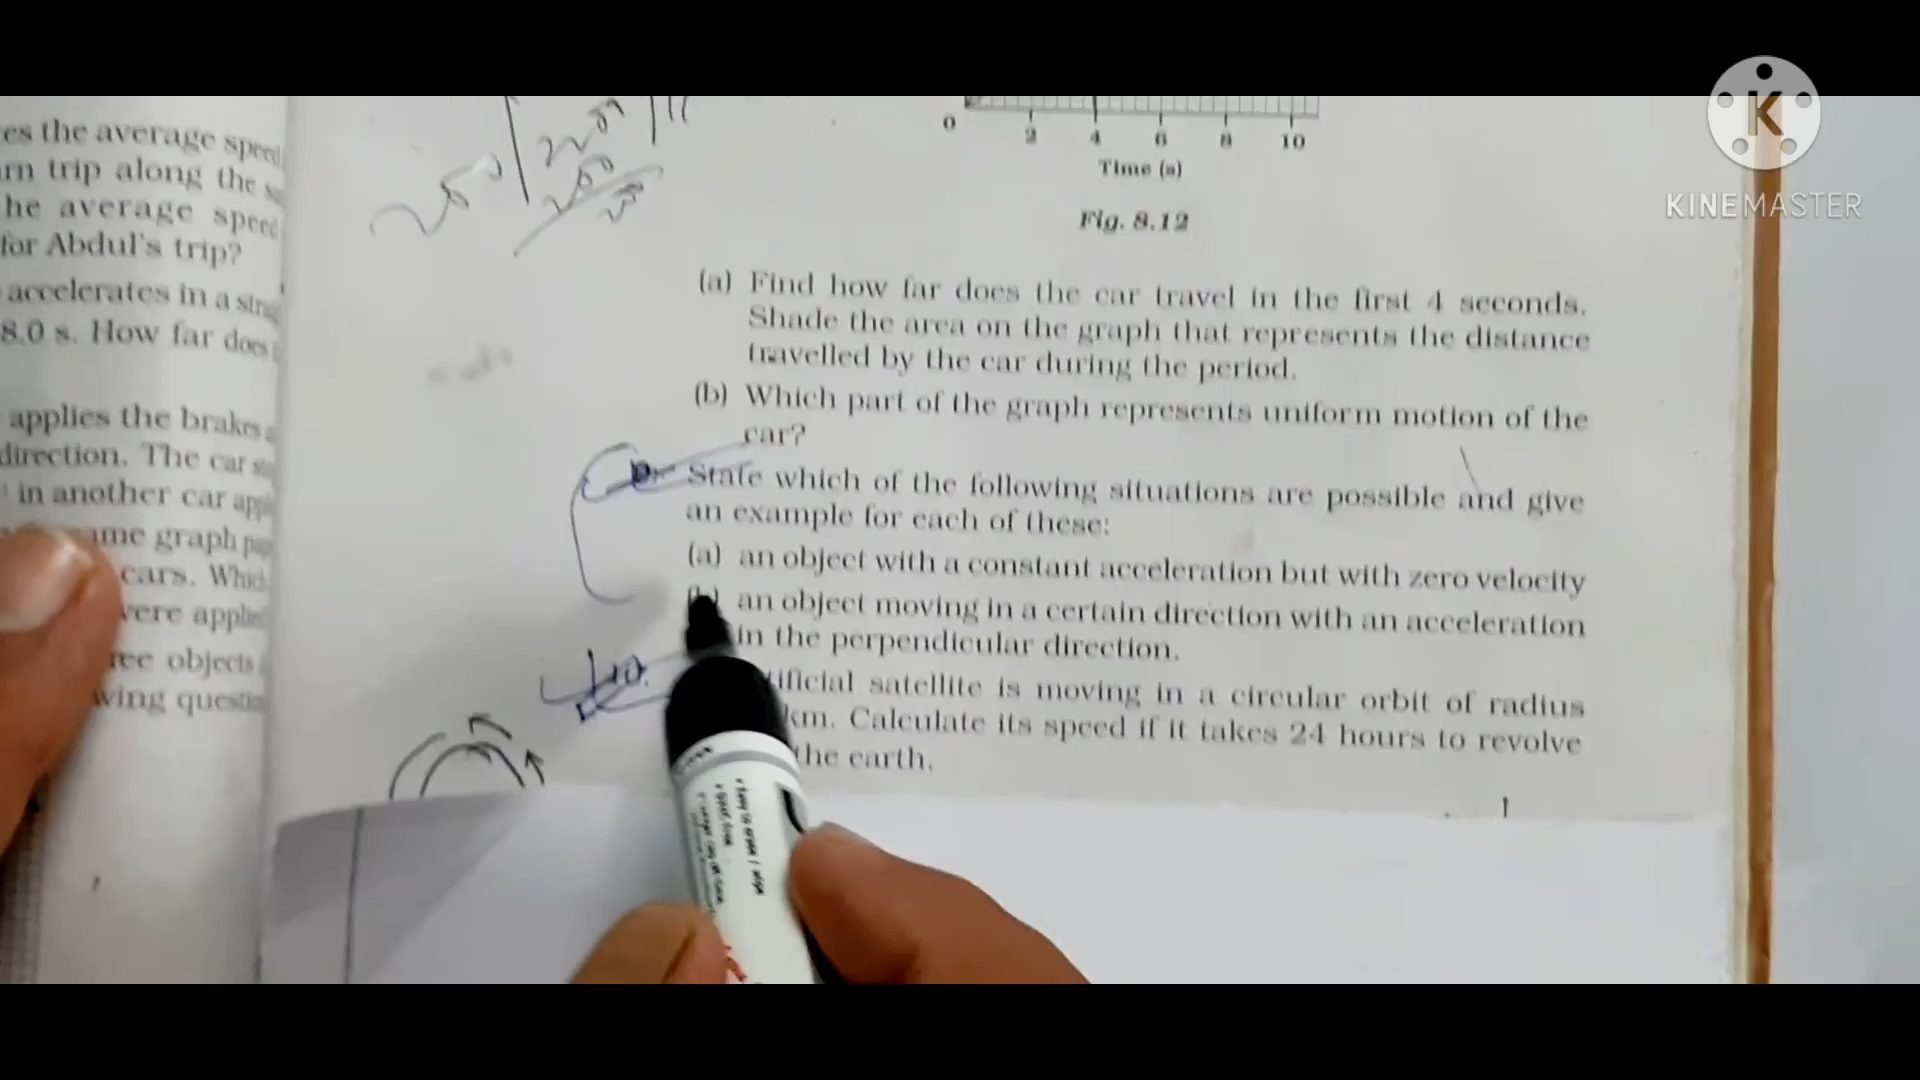 es the average speed
rn trip along the
he average speed
for Abdul's trip?
accelerates in a
8.0 s. How far does
applies the brakes
direction. The car
in another car
ame graph
cars. Which
were applied
ree objects
wing question
0 2 4 6 8 10
Time (s)
Fig. 8.12
(a) Find how far does the car travel in the first 4 seconds.
Shade the area on the graph that represents the distance
travelled by the car during the period.
(b) Which part of the graph represents uniform motion of the
car?
State which of the following situations are possible and give
an example for each of these:
(a) an object with a constant acceleration but with zero velocity
an object moving in a certain direction with an acceleration
in the perpendicular direction.
10.
tificial satellite is moving in a circular orbit of radius
km. Calculate its speed if it takes 24 hours to revolve
the earth.
K
KINEMASTER